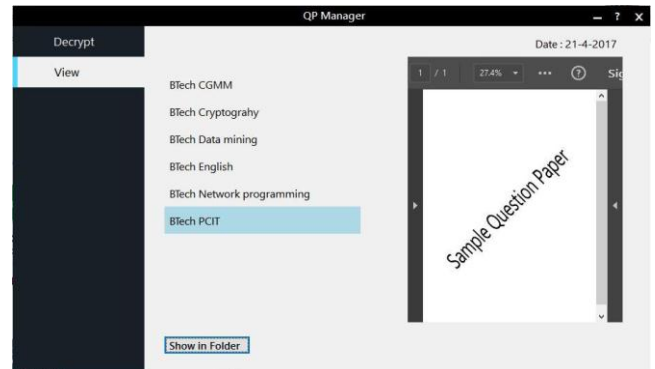 QP Manager
Decrypt
Date : 21-4-2017
View
1 / 1 27.4% ••• ? Sig
BTech CGMM
BTech Cryptograhy
BTech Data mining
BTech English
BTech Network programming
BTech PCIT
Sample Question Paper
Show in Folder